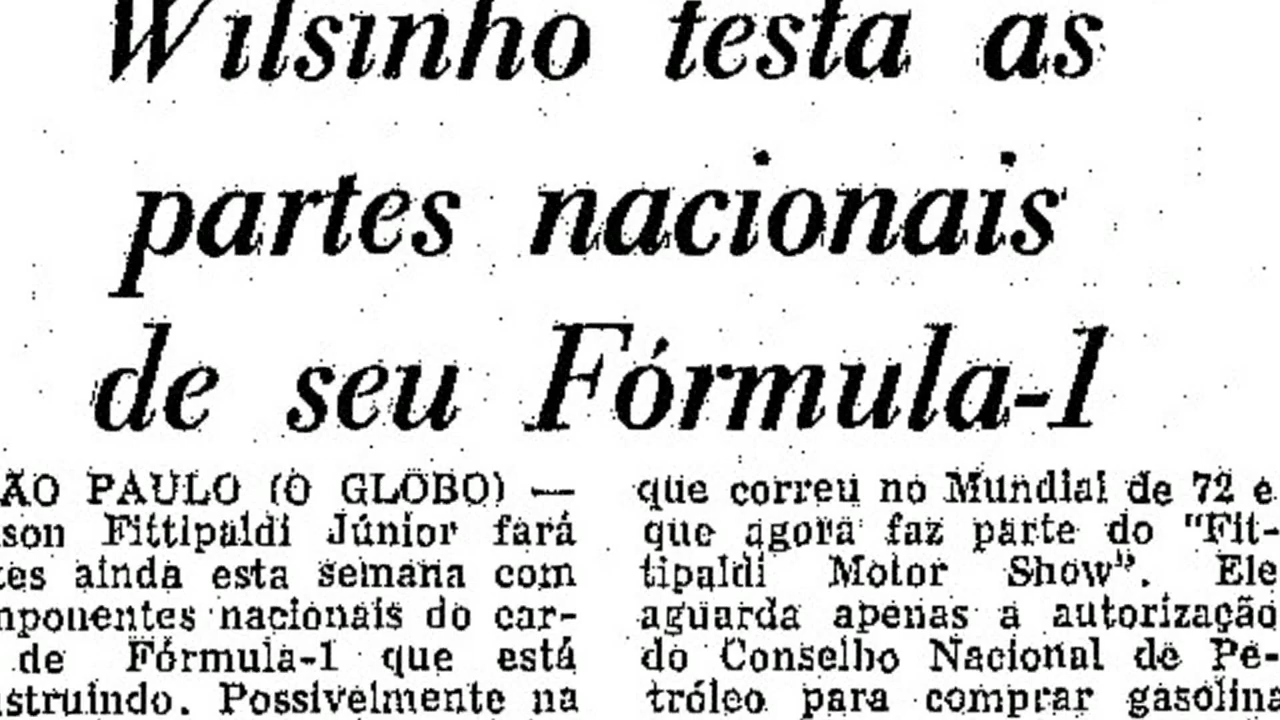 Wilsinho testa as
partes nacionais
de seu Fórmula-1
ÃO PAULO (O GLOBO) —
son Fittipaldi Júnior fará
tes ainda esta semana com
mponentes nacionais do car-
de Fórmula-1 que está
struindo. Possivelmente na
que correu no Mundial de 72 e
que agora faz parte do "Fit-
tipaldi Motor Show". Ele
aguarda apenas a autorização
do Conselho Nacional de Pe-
tróleo para comprar gasolina